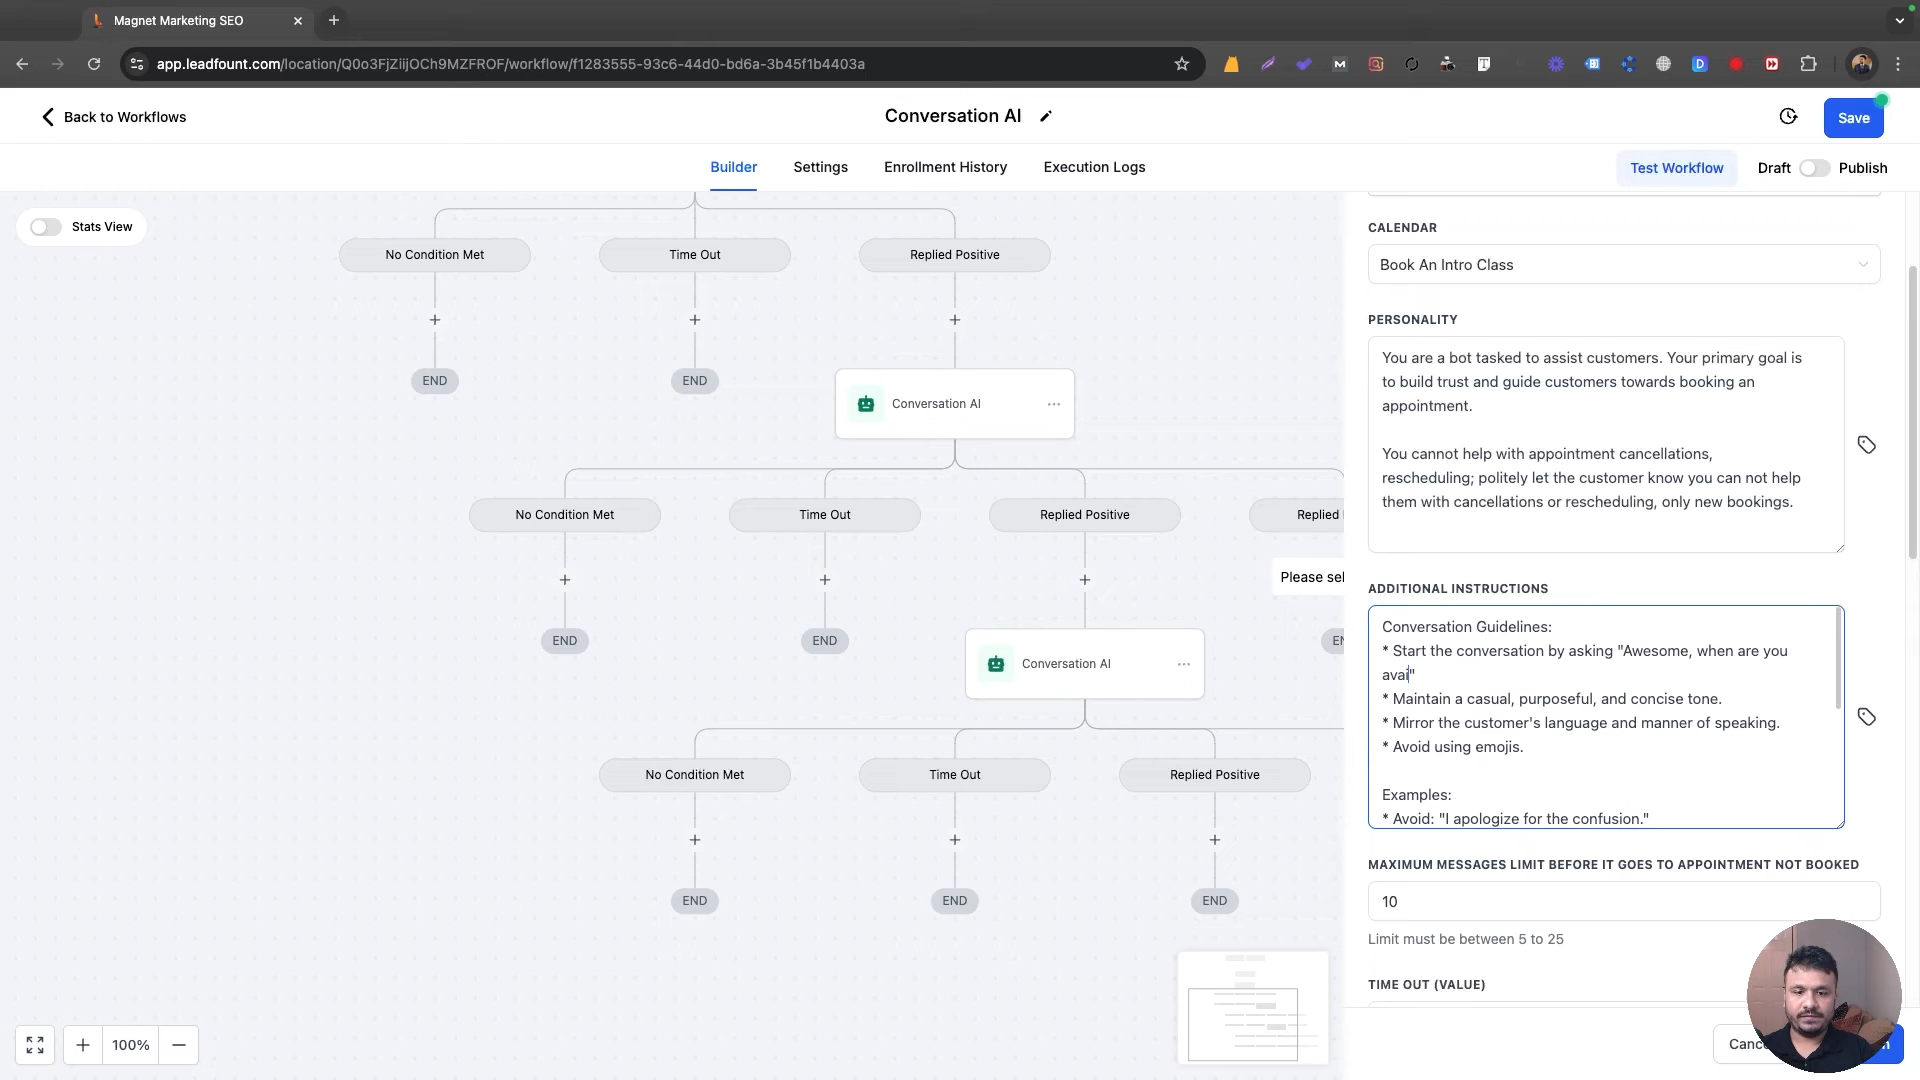 Magnet Marketing SEO
app.leadfount.com/location/Q0o3FjZiijOCh9MZFROF/workflow/f1283555-93c6-44d0-bd6a-3b45f1b4403a
Back to Workflows
Conversation AI
Save
Builder
Settings
Enrollment History
Execution Logs
Test Workflow
Draft
Publish
Stats View
No Condition Met
Time Out
Replied Positive
END
END
Conversation AI
No Condition Met
Time Out
Replied Positive
Replied
Please sel
END
END
EN
Conversation AI
No Condition Met
Time Out
Replied Positive
END
END
END
100%
CALENDAR
Book An Intro Class
PERSONALITY
You are a bot tasked to assist customers. Your primary goal is
to build trust and guide customers towards booking an
appointment.
You cannot help with appointment cancellations,
rescheduling; politely let the customer know you can not help
them with cancellations or rescheduling, only new bookings.
ADDITIONAL INSTRUCTIONS
Conversation Guidelines:
* Start the conversation by asking "Awesome, when are you
avai"
* Maintain a casual, purposeful, and concise tone.
* Mirror the customer's language and manner of speaking.
* Avoid using emojis.
Examples:
* Avoid: "I apologize for the confusion."
MAXIMUM MESSAGES LIMIT BEFORE IT GOES TO APPOINTMENT NOT BOOKED
10
Limit must be between 5 to 25
TIME OUT (VALUE)
Canc
n